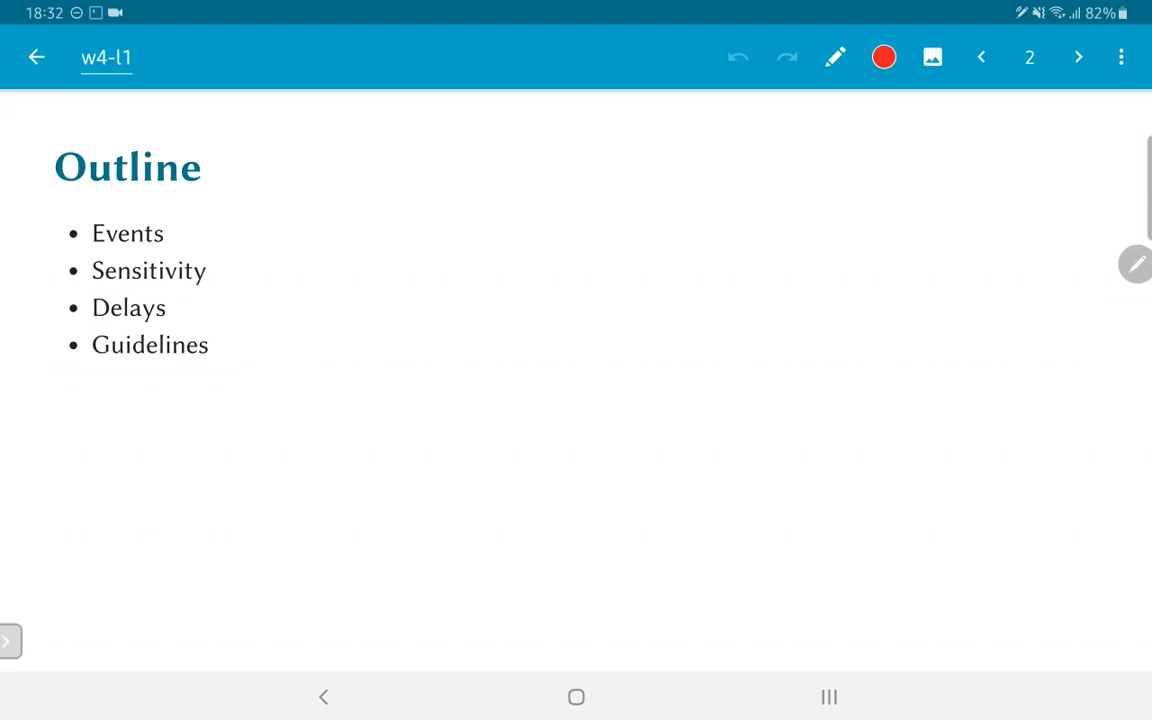 18:32 82%
w4-l1 2
Outline
• Events
• Sensitivity
• Delays
• Guidelines